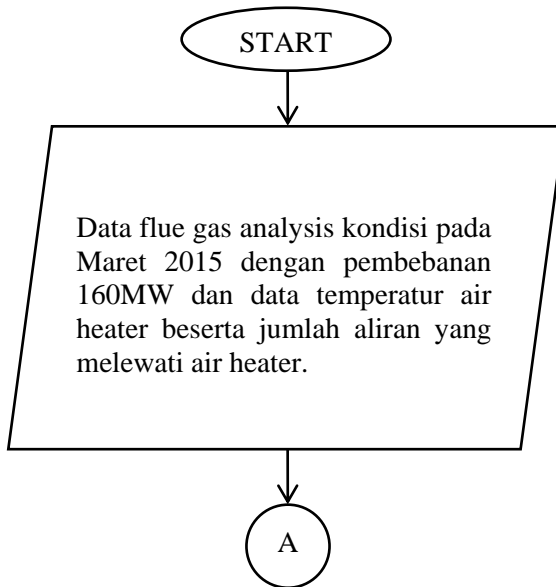 START
Data flue gas analysis kondisi pada
Maret 2015 dengan pembebanan
160MW dan data temperatur air
heater beserta jumlah aliran yang
melewati air heater.
A